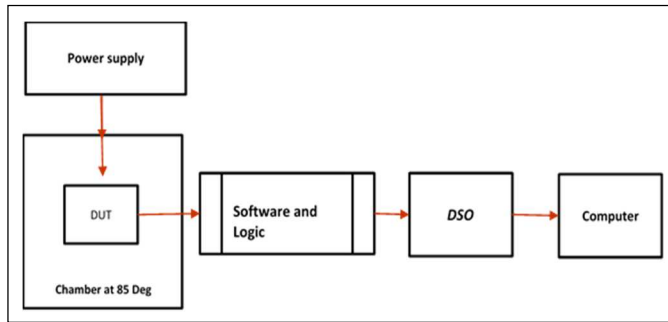 Power supply
DUT
Chamber at 85 Deg
Software and
Logic
DSO
Computer